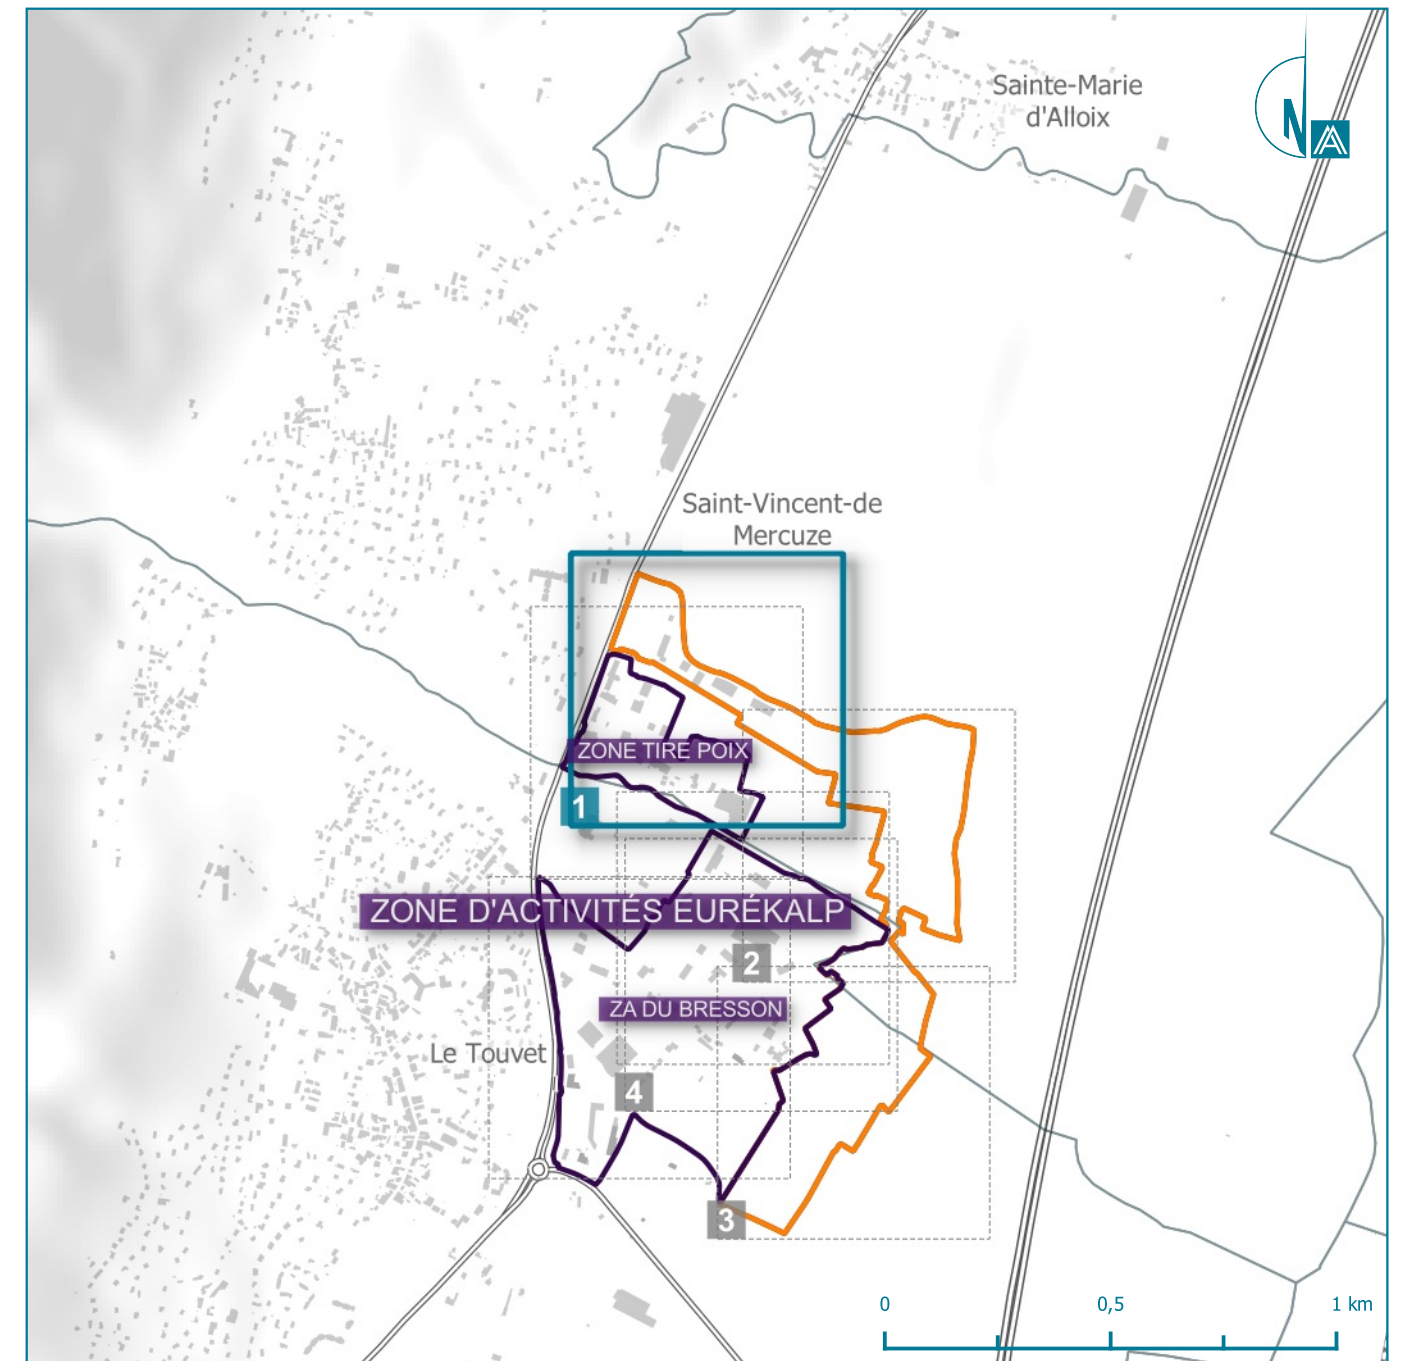 Sainte-Marie
d'Alloix
N
Saint-Vincent-de
Mercuze
ZONE TIRE POIX
1
ZONE D'ACTIVITÉS EURÉKALP
2
ZA DU BRESSON
Le Touvet
4
3
0 0,5 1 km